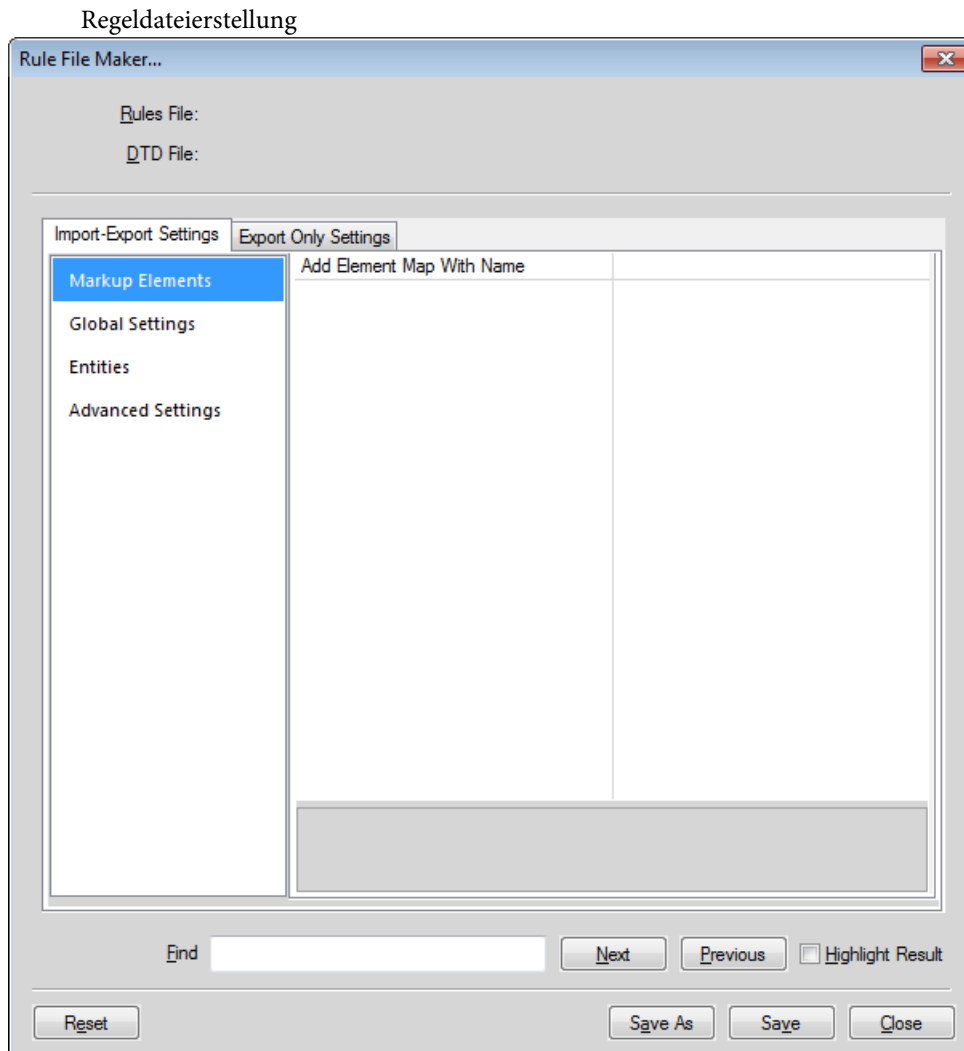 Regeldateierstellung
Rule File Maker...
Rules File:
DTD File:
Import-Export Settings
Export Only Settings
Markup Elements
Global Settings
Entities
Advanced Settings
Add Element Map With Name
Find
Next
Previous
Highlight Result
Reset
Save As
Save
Close